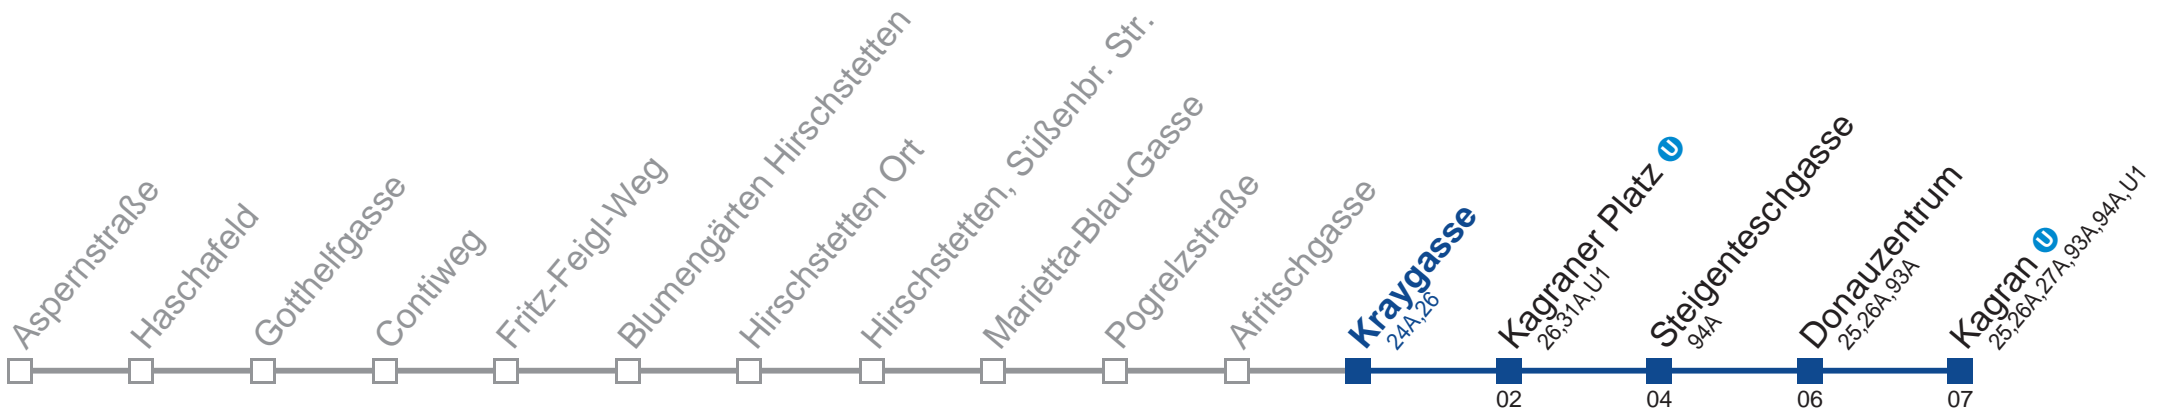 Aspernstraße
Haschafeld
Gotthelfgasse
Contiweg
Fritz-Feigl-Weg
Blumengärten Hirschstetten
Hirschstetten Ort
Hirschstetten, Süßenbr. Str.
Marietta-Blau-Gasse
Pogrelzstraße
Afritschgasse
Kraygasse
24A,26
Kagraner Platz U
26,31A,U1
02
Steigenteschgasse
94A
04
Donauzentrum
25,26A,93A
06
Kagran U
25,26A,27A,93A,94A,U1
07